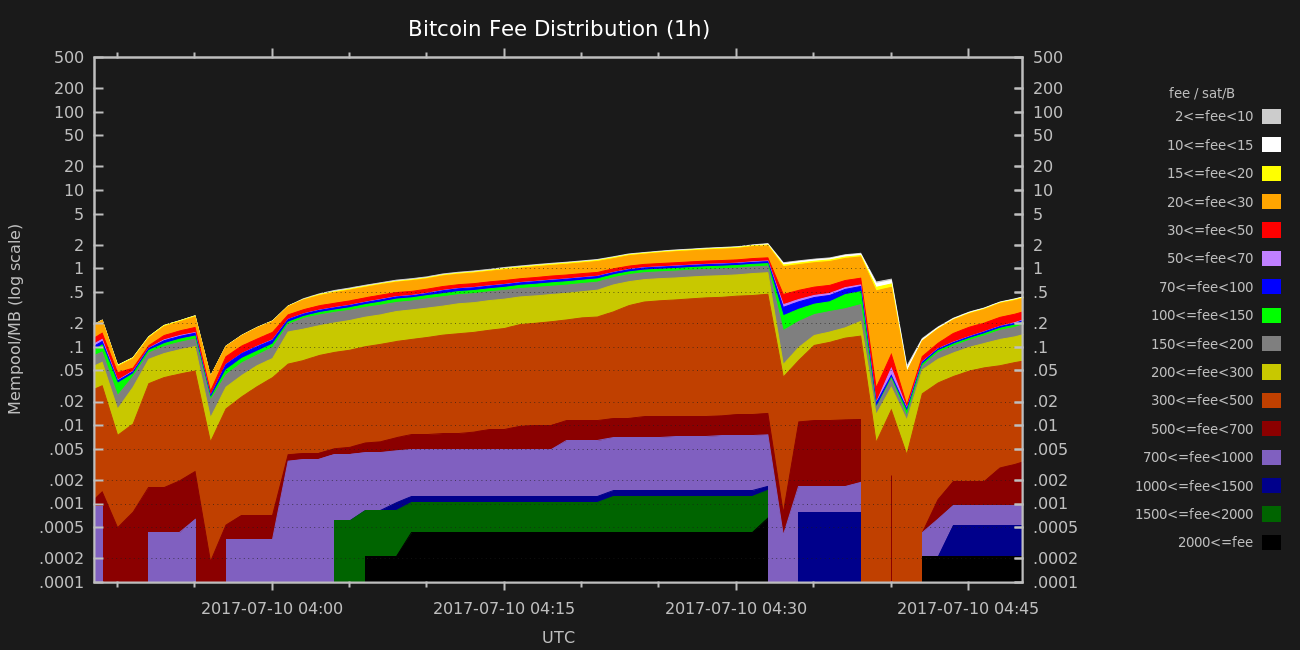 Bitcoin Fee Distribution (1h)
500
200
100
50
20
10
5
2
1
.5
.2
.1
.05
.02
.01
.005
.002
.001
.0005
.0002
.0001
Mempool/MB (log scale)
500
200
100
50
20
10
5
2
1
.5
.2
.1
.05
.02
.01
.005
.002
.001
.0005
.0002
.0001
2017-07-10 04:00
2017-07-10 04:15
2017-07-10 04:30
2017-07-10 04:45
UTC
fee / sat/B
2<=fee<10
10<=fee<15
15<=fee<20
20<=fee<30
30<=fee<50
50<=fee<70
70<=fee<100
100<=fee<150
150<=fee<200
200<=fee<300
300<=fee<500
500<=fee<700
700<=fee<1000
1000<=fee<1500
1500<=fee<2000
2000<=fee